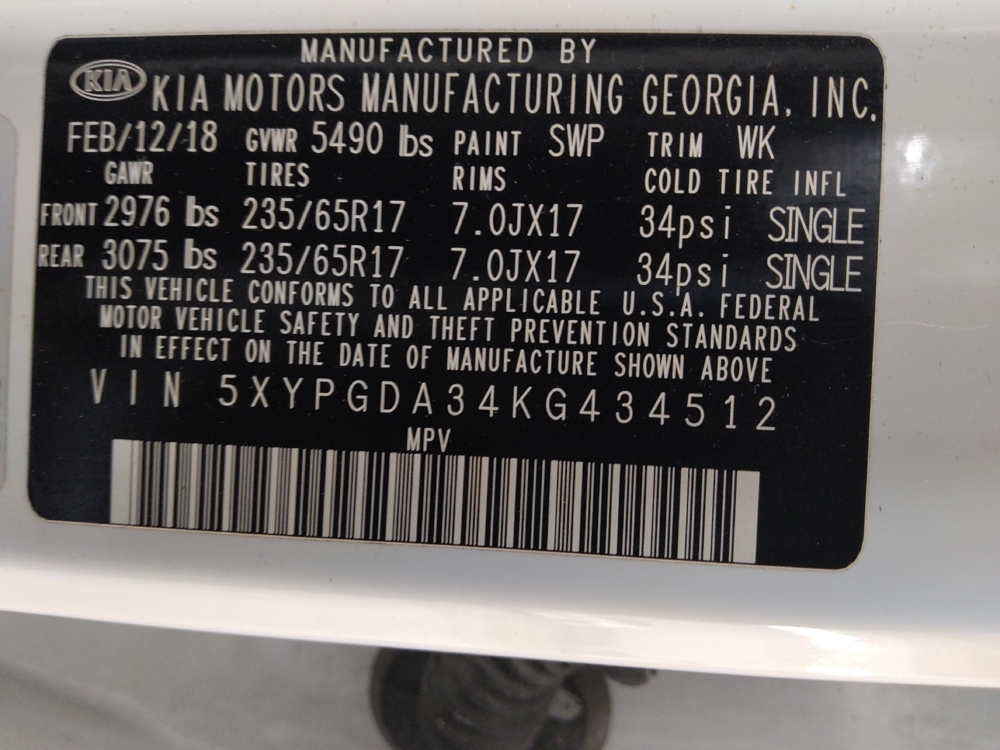 MANUFACTURED BY
KIA KIA MOTORS MANUFACTURING GEORGIA, INC.
FEB/12/18 GVWR 5490 lbs PAINT SWP TRIM WK
GAWR TIRES RIMS COLD TIRE INFL
FRONT 2976 lbs 235/65R17 7.0JX17 34psi SINGLE
REAR 3075 lbs 235/65R17 7.0JX17 34psi SINGLE
THIS VEHICLE CONFORMS TO ALL APPLICABLE U.S.A. FEDERAL
MOTOR VEHICLE SAFETY AND THEFT PREVENTION STANDARDS
IN EFFECT ON THE DATE OF MANUFACTURE SHOWN ABOVE
VIN 5XYPGDA34KG434512
MPV